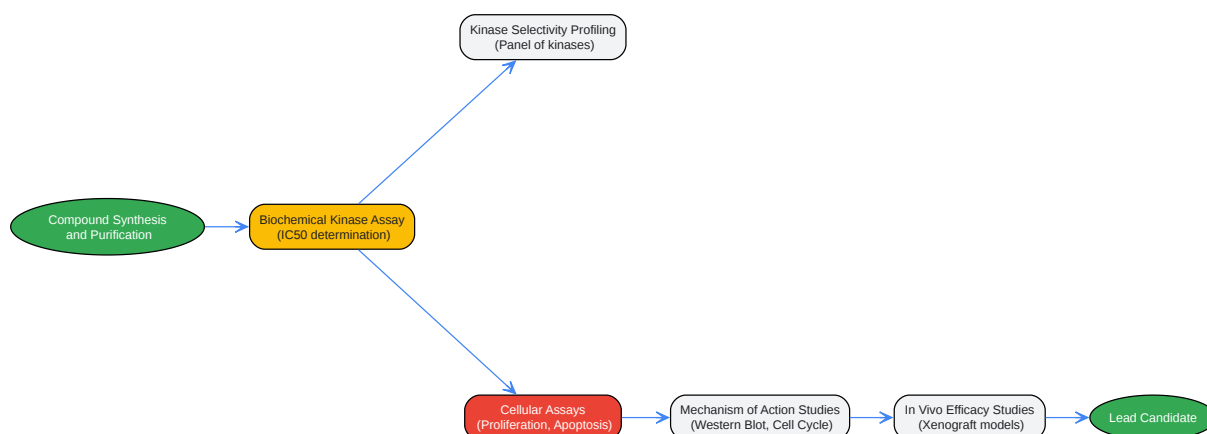 Kinase Selectivity Profiling
(Panel of kinases)
Compound Synthesis
and Purification
Biochemical Kinase Assay
(IC50 determination)
Cellular Assays
(Proliferation, Apoptosis)
Mechanism of Action Studies
(Western Blot, Cell Cycle)
In Vivo Efficacy Studies
(Xenograft models)
Lead Candidate